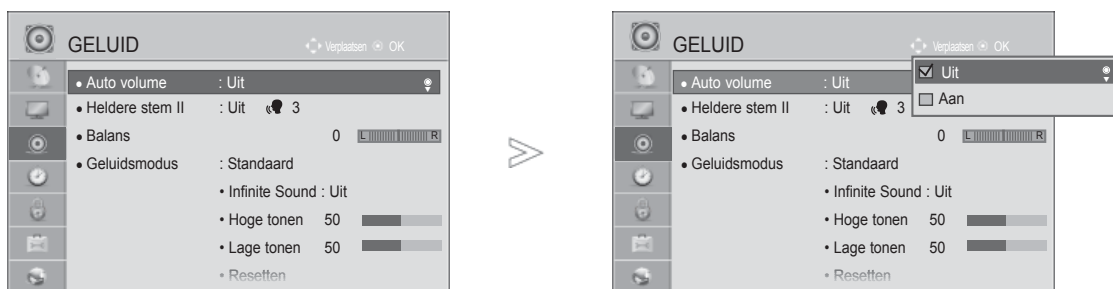 GELUID
Verplaatsen OK
• Auto volume : Uit
• Heldere stem II : Uit 3
• Balans 0 L R
• Geluidsmodus : Standaard
• Infinite Sound : Uit
• Hoge tonen 50
• Lage tonen 50
• Resetten
GELUID
Verplaatsen OK
• Auto volume : Uit
Uit
Aan
• Heldere stem II : Uit 3
• Balans 0 L R
• Geluidsmodus : Standaard
• Infinite Sound : Uit
• Hoge tonen 50
• Lage tonen 50
• Resetten